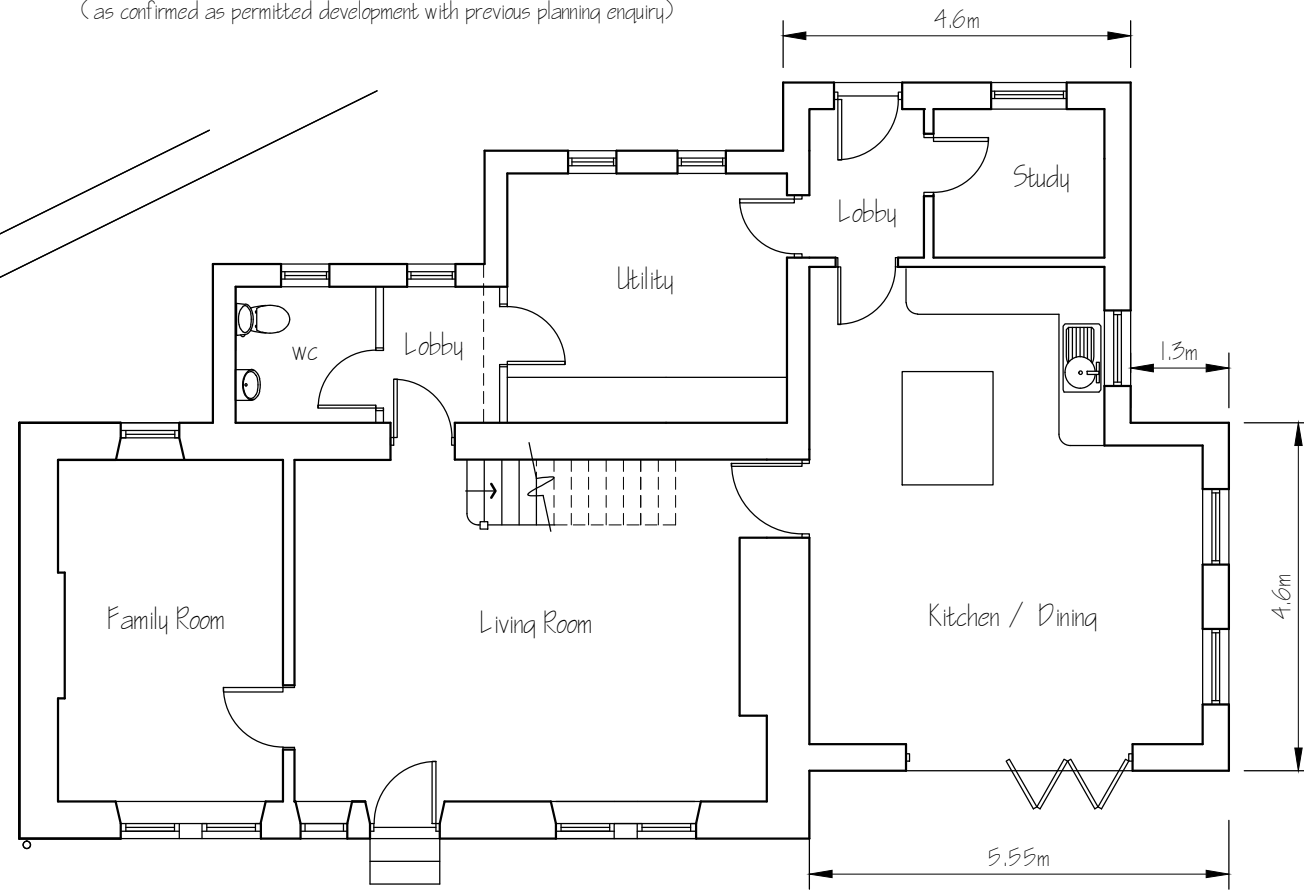 ( as confirmed as permitted development with previous planning enquiry)
4.6m
Study
Lobby
Utility
wc
Lobby
1.3m
Family Room
Living Room
Kitchen / Dining
4.6m
5.55m